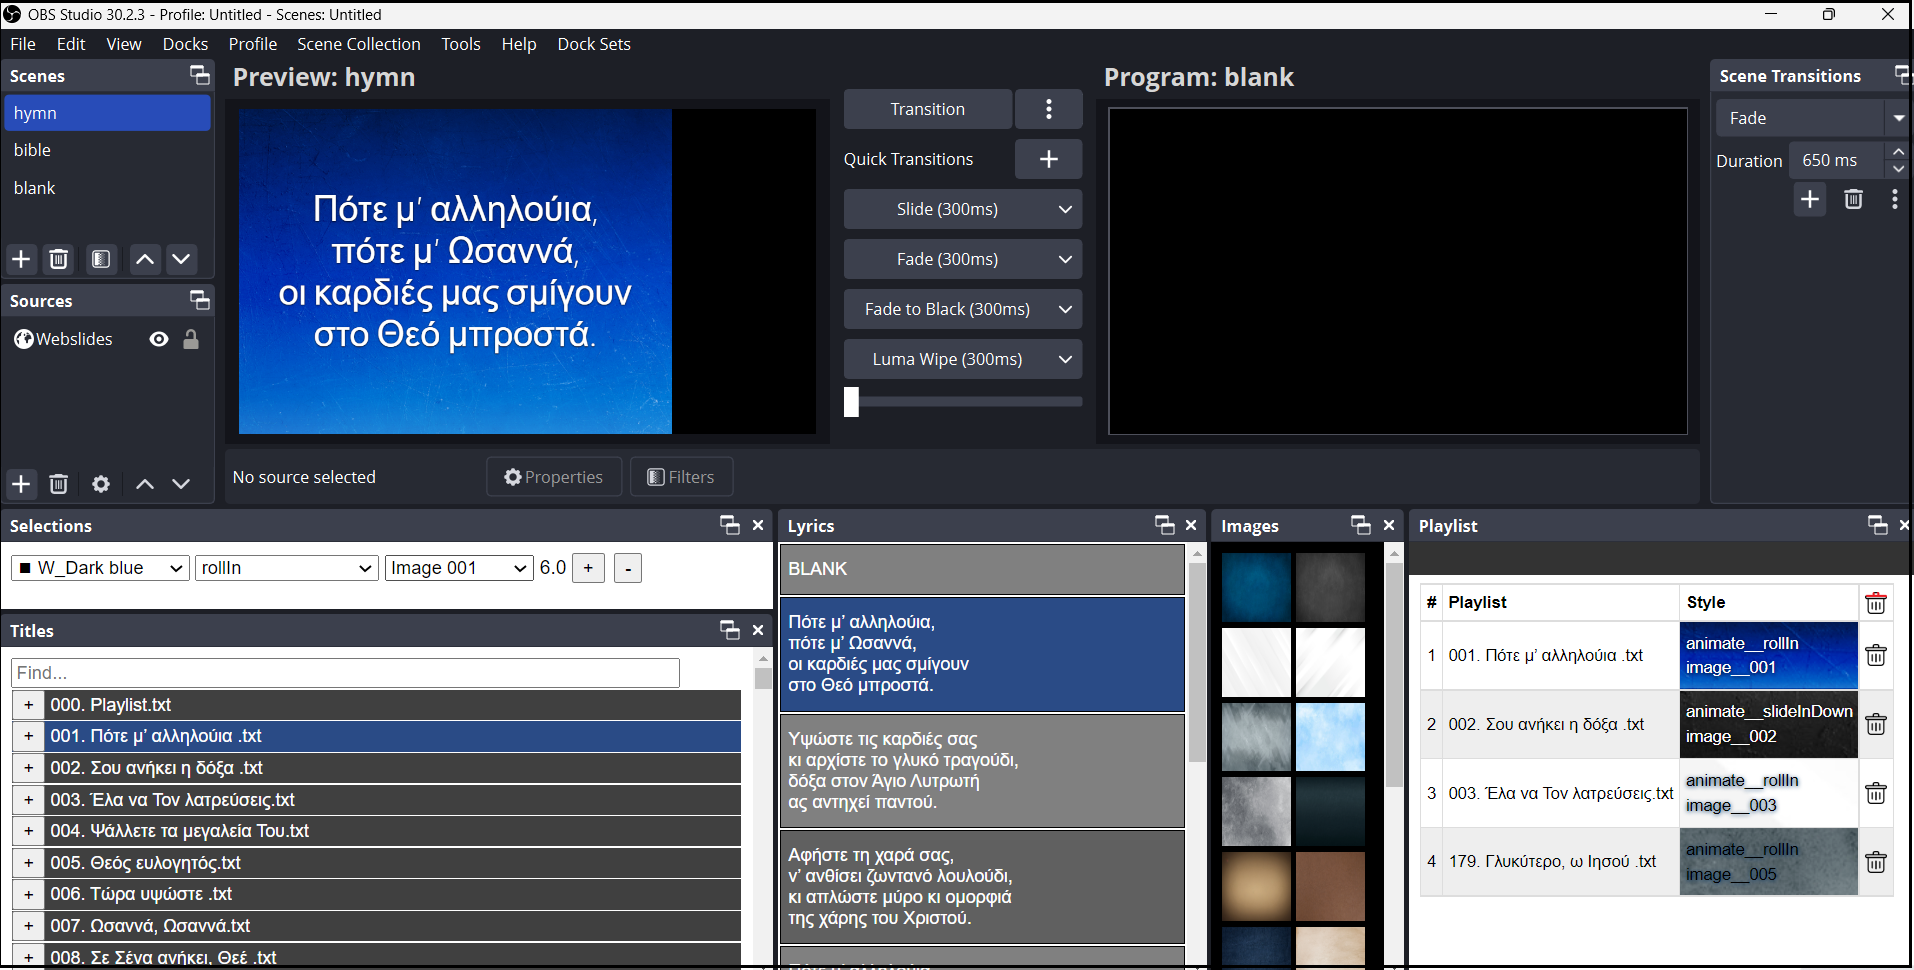 OBS Studio 30.2.3 - Profile: Untitled - Scenes: Untitled
File Edit View Docks Profile Scene Collection Tools Help Dock Sets
Scenes
hymn
bible
blank
Sources
Webslides
Preview: hymn
Πότε μ' αλληλούια,
πότε μ' Ωσαννά,
οι καρδιές μας σμίγουν
στο Θεό μπροστά.
Transition
Quick Transitions
Slide (300ms)
Fade (300ms)
Fade to Black (300ms)
Luma Wipe (300ms)
Program: blank
Scene Transitions
Fade
Duration 650 ms
No source selected
Properties
Filters
Selections
W_Dark blue rollIn Image 001 6.0 + -
Titles
Find...
+ 000. Playlist.txt
+ 001. Πότε μ' αλληλούια .txt
+ 002. Σου ανήκει η δόξα .txt
+ 003. Έλα να Τον λατρεύσεις.txt
+ 004. Ψάλλετε τα μεγαλεία Του.txt
+ 005. Θεός ευλογητός.txt
+ 006. Τώρα υψώστε .txt
+ 007. Ωσαννά, Ωσαννά.txt
+ 008. Σε Σένα ανήκει, Θεέ .txt
Lyrics
BLANK
Πότε μ' αλληλούια,
πότε μ' Ωσαννά,
οι καρδιές μας σμίγουν
στο Θεό μπροστά.
Υψώστε τις καρδιές σας
κι αρχίστε το γλυκό τραγούδι,
δόξα στον Άγιο Λυτρωτή
ας αντηχεί παντού.
Αφήστε τη χαρά σας,
ν' ανθίσει ζωντανό λουλούδι,
κι απλώστε μύρο κι ομορφιά
της χάρης του Χριστού.
Images
Playlist
# Playlist Style
1 001. Πότε μ' αλληλούια .txt animate__rollIn
image__001
2 002. Σου ανήκει η δόξα .txt animate__slideInDown
image__002
3 003. Έλα να Τον λατρεύσεις.txt animate__rollIn
image__003
4 179. Γλυκύτερο, ω Ιησού .txt animate__rollIn
image__005